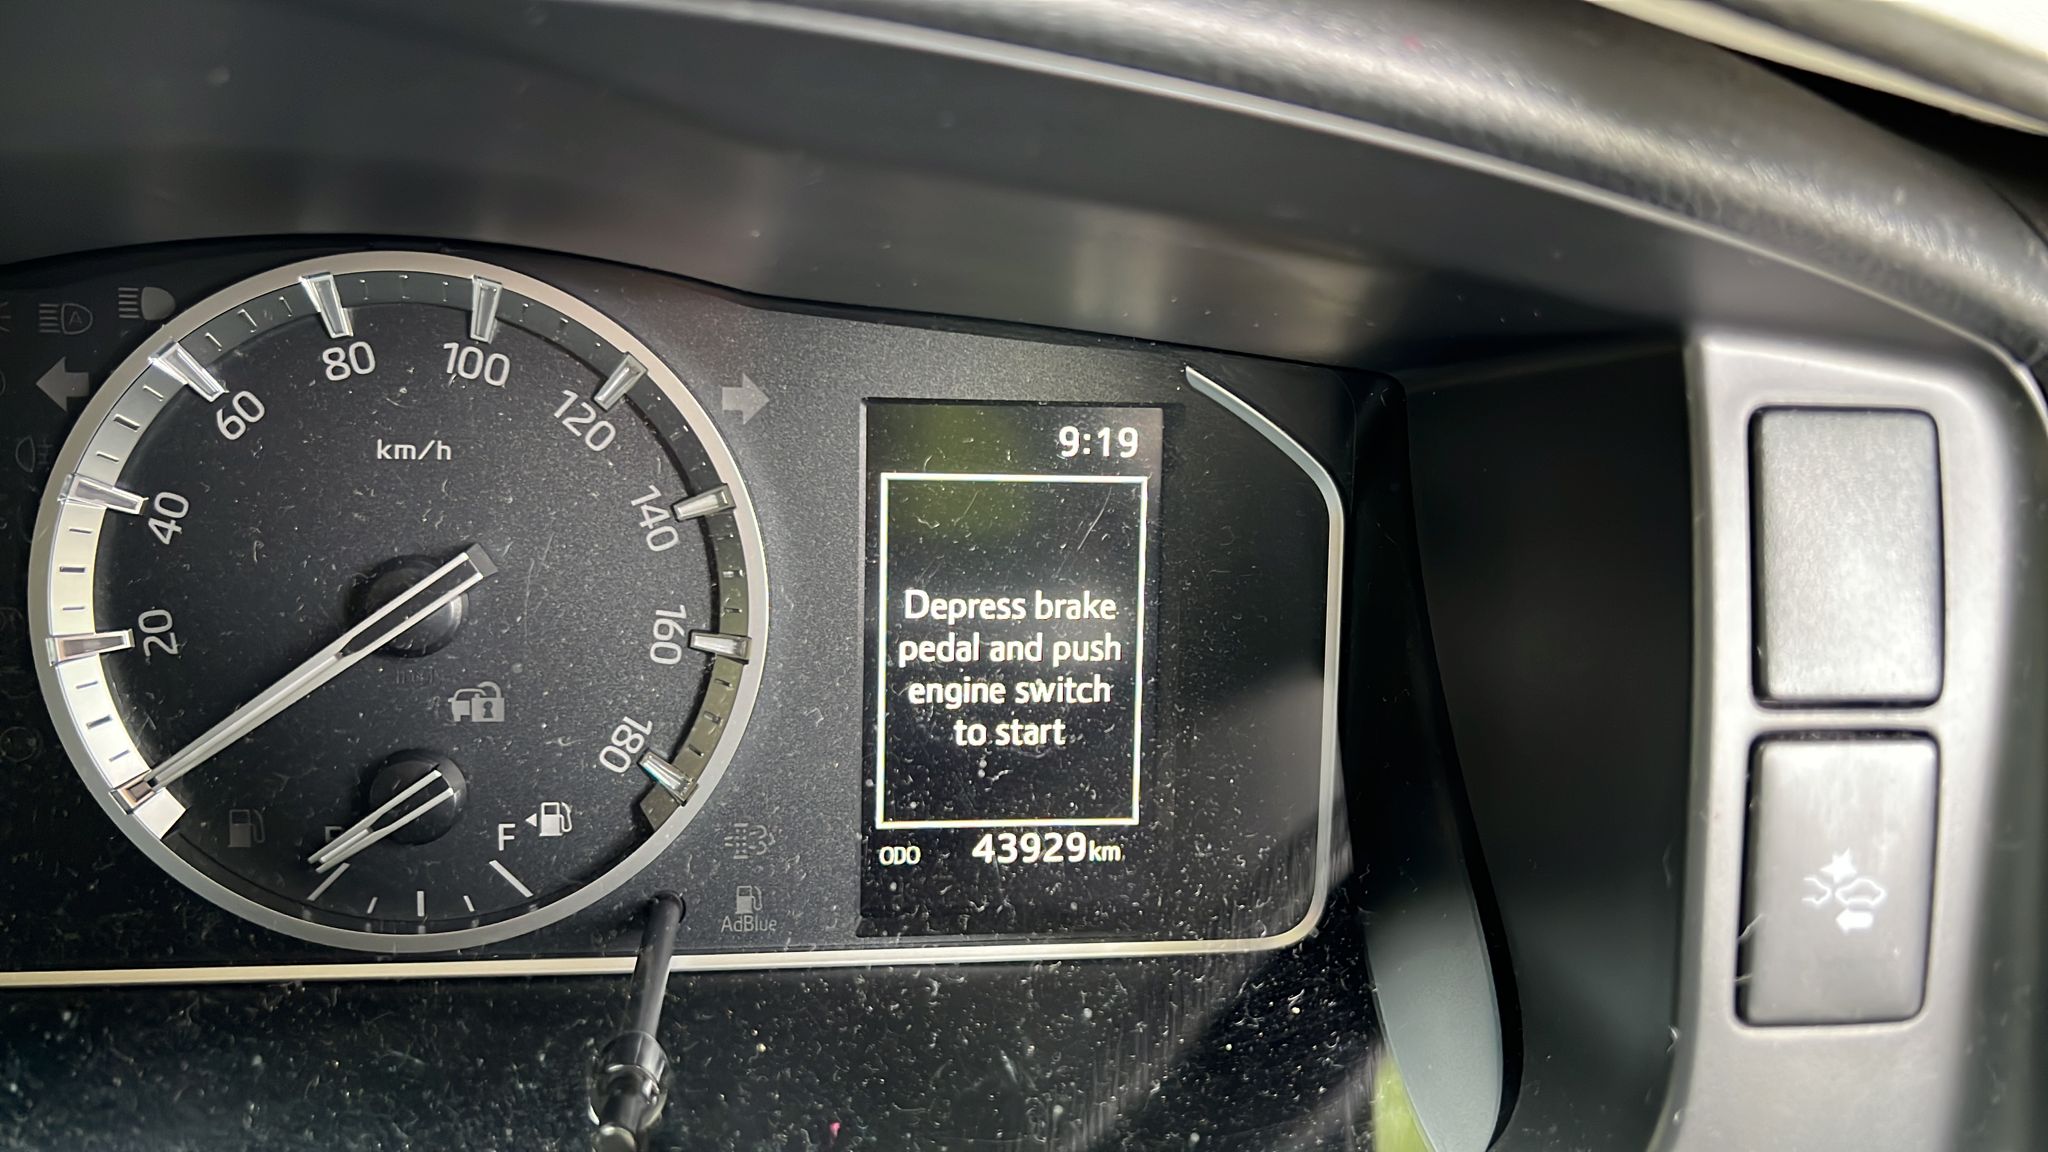 80
100
60
120
km/h
9:19
40
140
20
160
Depress brake
pedal and push
engine switch
to start
180
F
ODO 43929km
AdBlue